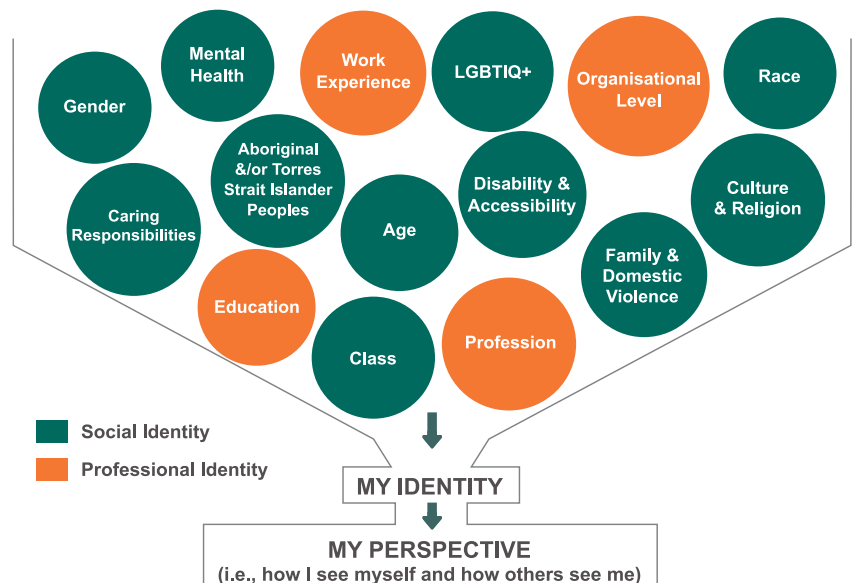 Gender
Mental
Health
Work
Experience
LGBTIQ+
Organisational
Level
Race
Caring
Responsibilities
Aboriginal
&/or Torres
Strait Islander
Peoples
Age
Disability &
Accessibility
Culture
& Religion
Education
Class
Profession
Family &
Domestic
Violence
Social Identity
Professional Identity
MY IDENTITY
MY PERSPECTIVE
(i.e., how I see myself and how others see me)